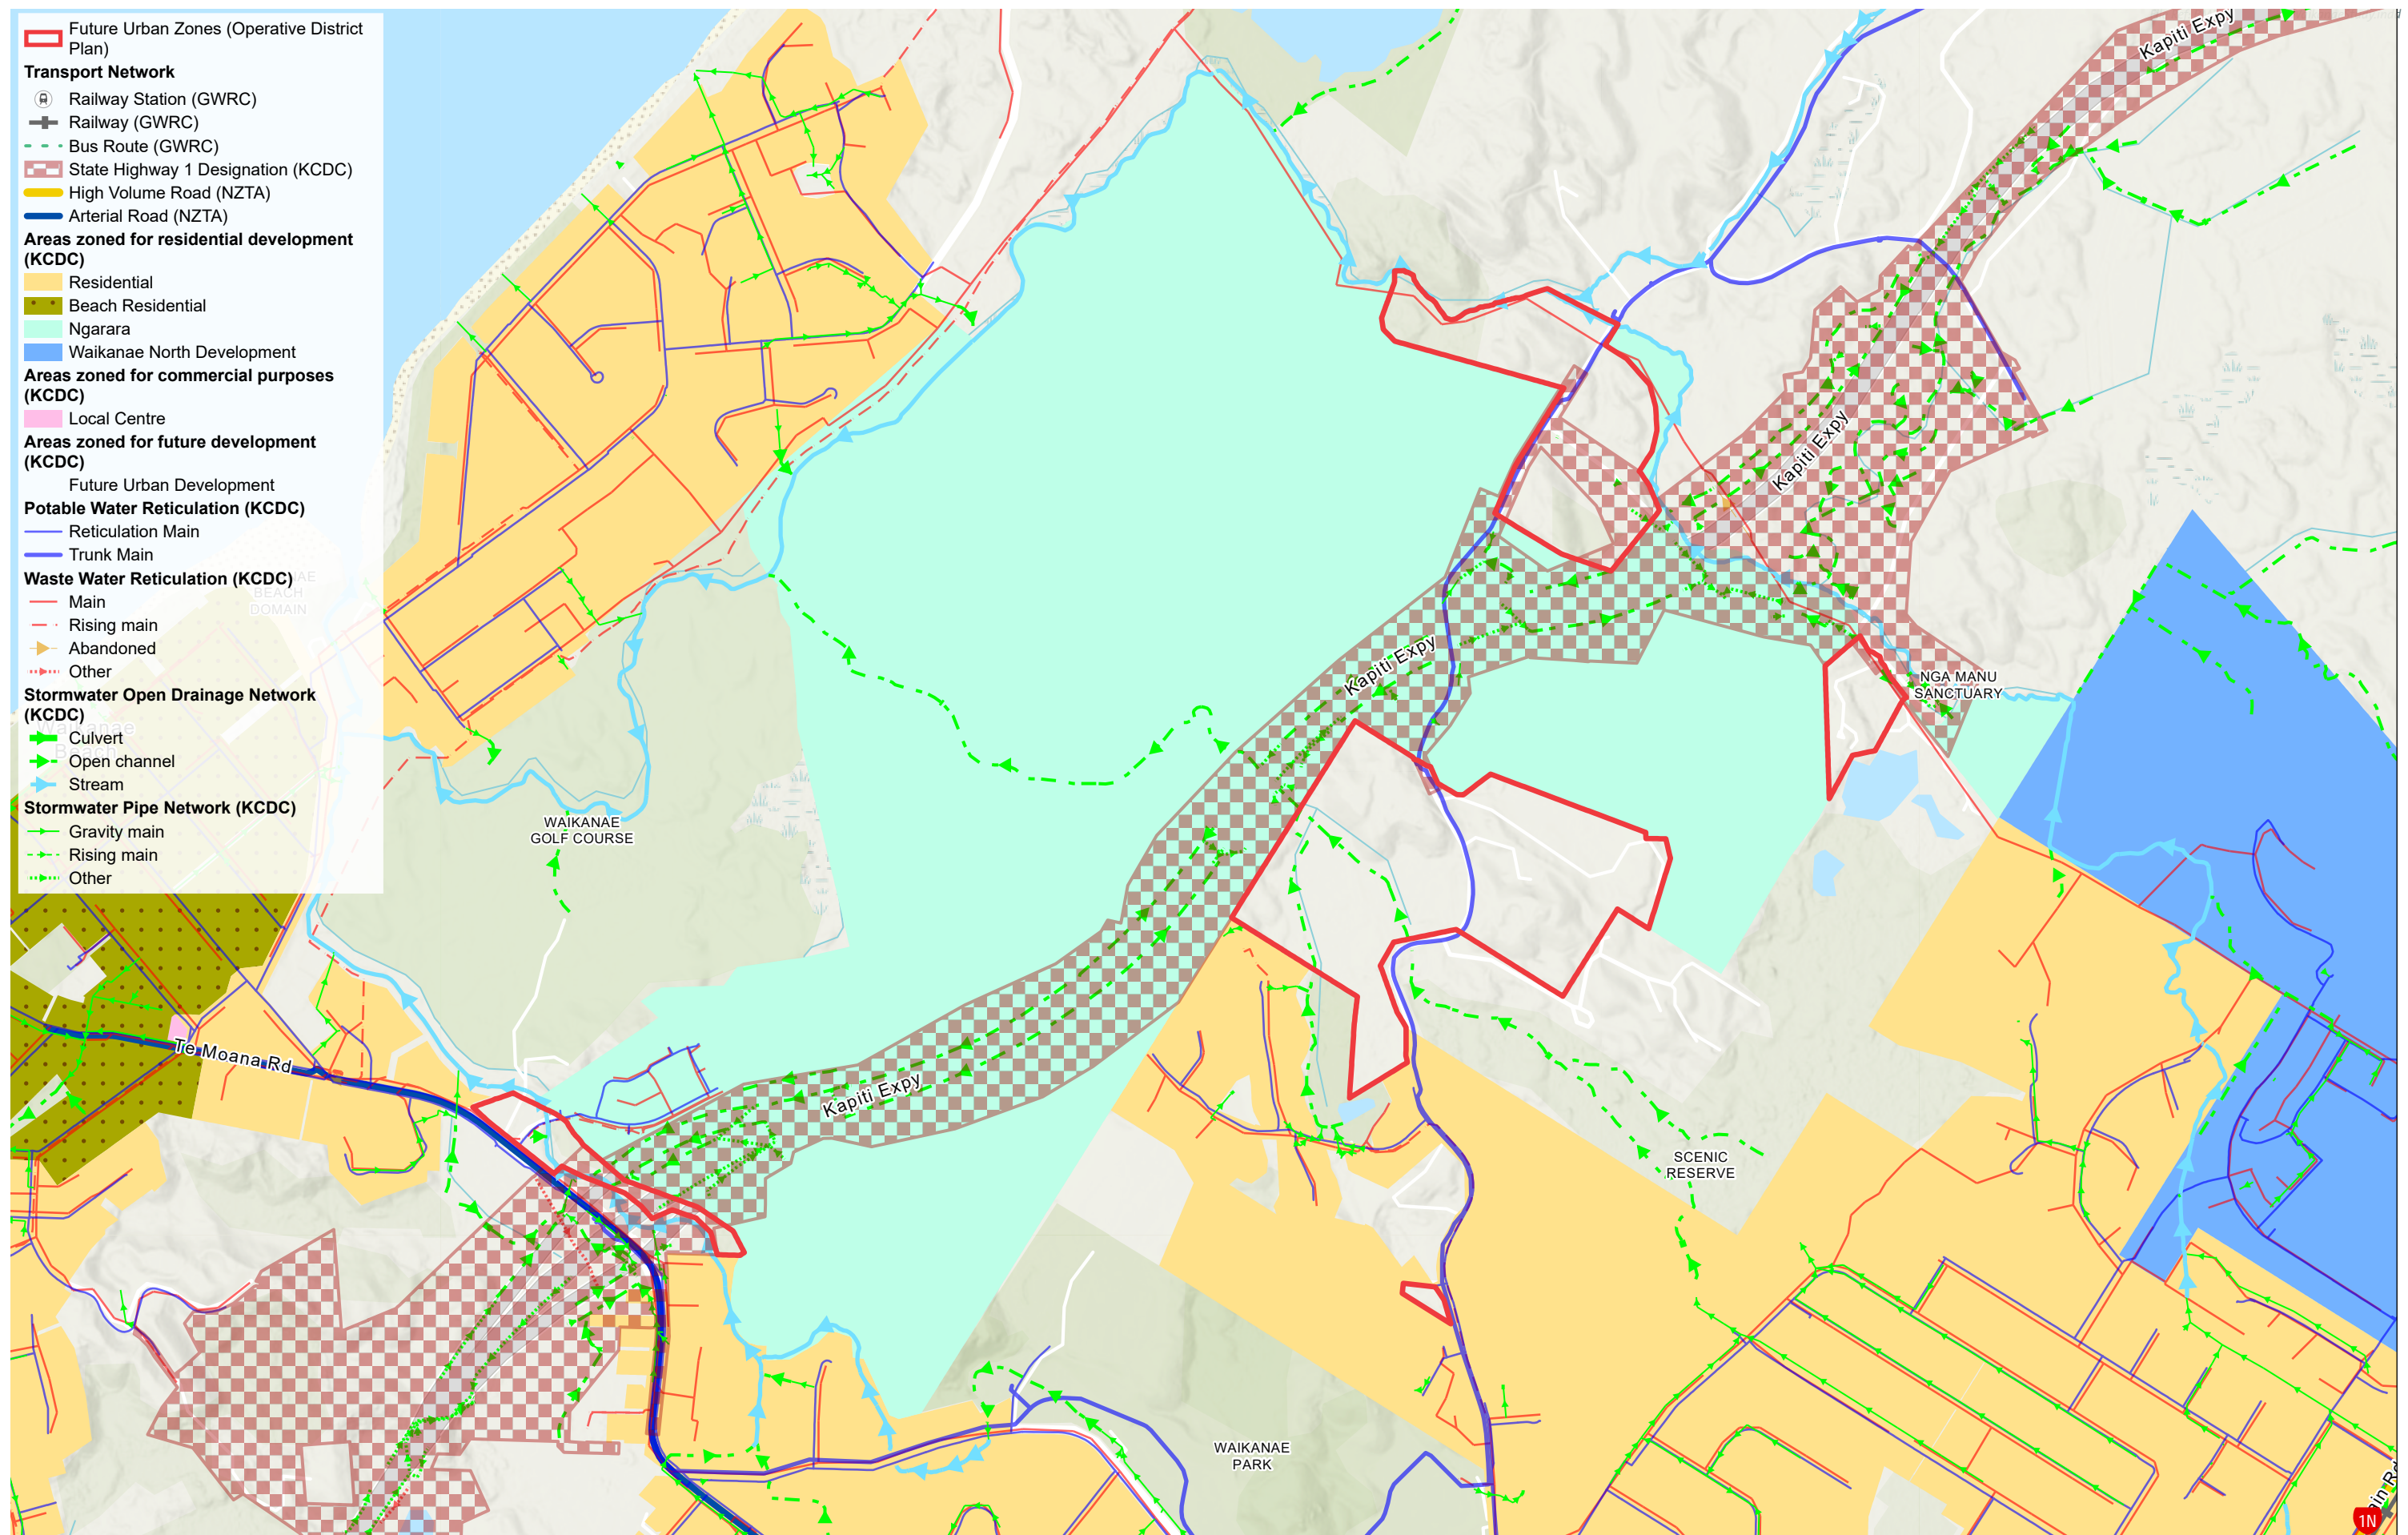 Future Urban Zones (Operative District
Plan)
Transport Network
Railway Station (GWRC)
Railway (GWRC)
Bus Route (GWRC)
State Highway 1 Designation (KCDC)
High Volume Road (NZTA)
Arterial Road (NZTA)
Areas zoned for residential development
(KCDC)
Residential
Beach Residential
Ngarara
Waikanae North Development
Areas zoned for commercial purposes
(KCDC)
Local Centre
Areas zoned for future development
(KCDC)
Future Urban Development
Potable Water Reticulation (KCDC)
Reticulation Main
Trunk Main
Waste Water Reticulation (KCDC)
Main
Rising main
Abandoned
Other
Stormwater Open Drainage Network
(KCDC)
Culvert
Open channel
Stream
Stormwater Pipe Network (KCDC)
Gravity main
Rising main
Other
BEACH
DOMAIN
Waikanae
Beach
Kapiti Expy
Kapiti Expy
Kapiti Expy
Kapiti Expy
NGA MANU
SANCTUARY
WAIKANAE
GOLF COURSE
Te Moana Rd
SCENIC
RESERVE
WAIKANAE
PARK
1N